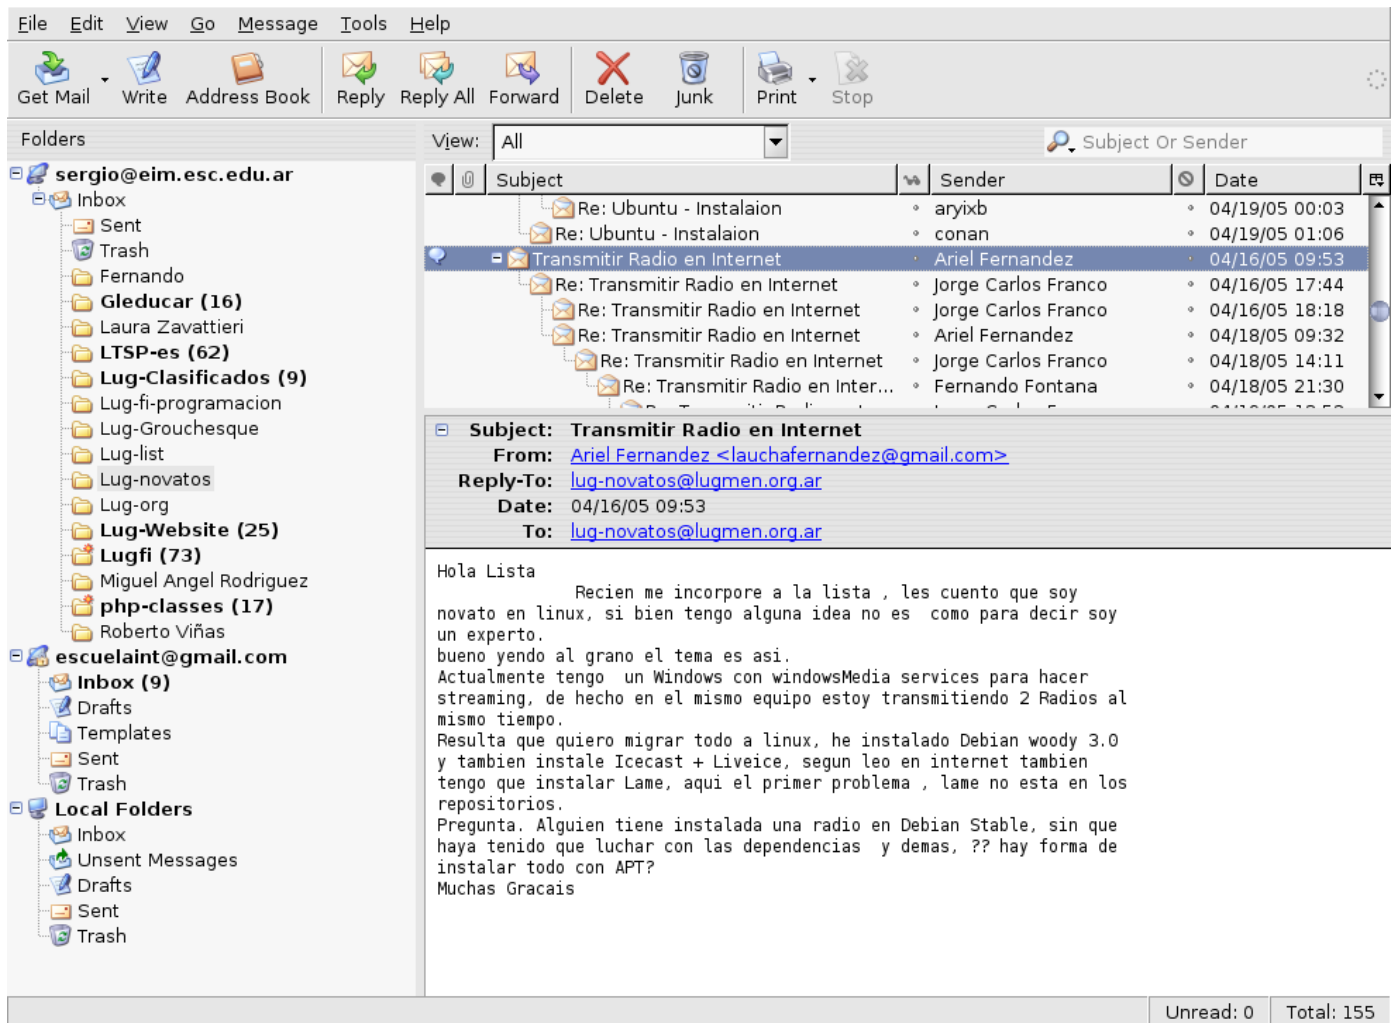 File Edit View Go Message Tools Help
Get Mail Write Address Book Reply Reply All Forward Delete Junk Print Stop
Folders
sergio@eim.esc.edu.ar
Inbox
Sent
Trash
Fernando
Gleducar (16)
Laura Zavattieri
LTSP-es (62)
Lug-Clasificados (9)
Lug-fi-programacion
Lug-Grouchesque
Lug-list
Lug-novatos
Lug-org
Lug-Website (25)
Lugfi (73)
Miguel Angel Rodriguez
php-classes (17)
Roberto Viñas
escuelaint@gmail.com
Inbox (9)
Drafts
Templates
Sent
Trash
Local Folders
Inbox
Unsent Messages
Drafts
Sent
Trash
View: All Subject Or Sender
Subject Sender Date
Re: Ubuntu - Instalaion aryixb 04/19/05 00:03
Re: Ubuntu - Instalaion conan 04/19/05 01:06
Transmitir Radio en Internet Ariel Fernandez 04/16/05 09:53
Re: Transmitir Radio en Internet Jorge Carlos Franco 04/16/05 17:44
Re: Transmitir Radio en Internet Jorge Carlos Franco 04/16/05 18:18
Re: Transmitir Radio en Internet Ariel Fernandez 04/18/05 09:32
Re: Transmitir Radio en Internet Jorge Carlos Franco 04/18/05 14:11
Re: Transmitir Radio en Inter... Fernando Fontana 04/18/05 21:30
Subject: Transmitir Radio en Internet
From: Ariel Fernandez <lauchafernandez@gmail.com>
Reply-To: lug-novatos@lugmen.org.ar
Date: 04/16/05 09:53
To: lug-novatos@lugmen.org.ar
Hola Lista
Recien me incorpore a la lista , les cuento que soy
novato en linux, si bien tengo alguna idea no es  como para decir soy
un experto.
bueno yendo al grano el tema es asi.
Actualmente tengo  un Windows con windowsMedia services para hacer
streaming, de hecho en el mismo equipo estoy transmitiendo 2 Radios al
mismo tiempo.
Resulta que quiero migrar todo a linux, he instalado Debian woody 3.0
y tambien instale Icecast + Liveice, segun leo en internet tambien
tengo que instalar Lame, aqui el primer problema , lame no esta en los
repositorios.
Pregunta. Alguien tiene instalada una radio en Debian Stable, sin que
haya tenido que luchar con las dependencias  y demas, ?? hay forma de
instalar todo con APT?
Muchas Gracais
Unread: 0 Total: 155